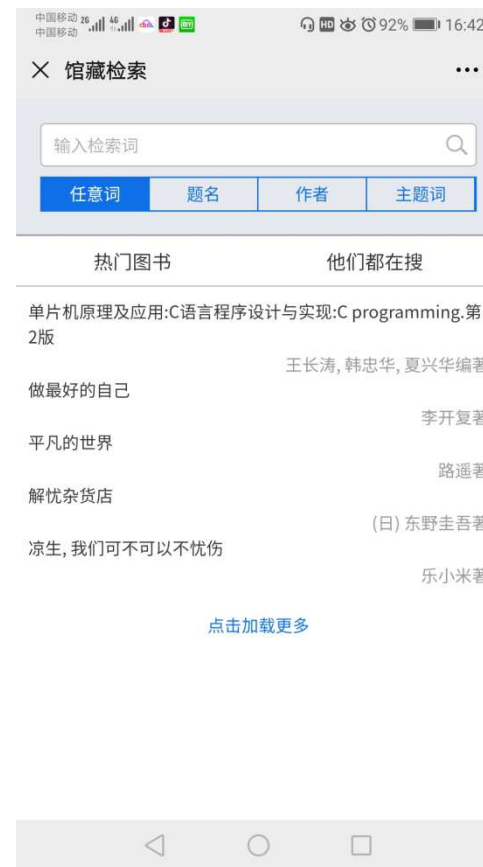 中国移动 2G 4G
中国移动
HD 92% 16:42
馆藏检索
输入检索词
任意词 题名 作者 主题词
热门图书 他们都在搜
单片机原理及应用:C语言程序设计与实现:C programming.第
2版
王长涛, 韩忠华, 夏兴华编著
做最好的自己
李开复著
平凡的世界
路遥著
解忧杂货店
(日) 东野圭吾著
凉生, 我们可不可以不忧伤
乐小米著
点击加载更多